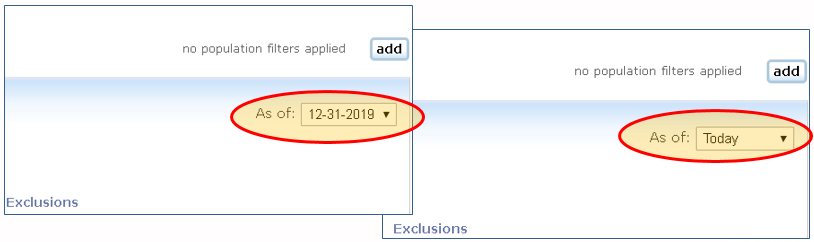 no population filters applied add
As of: 12-31-2019
Exclusions
no population filters applied add
As of: Today
Exclusions